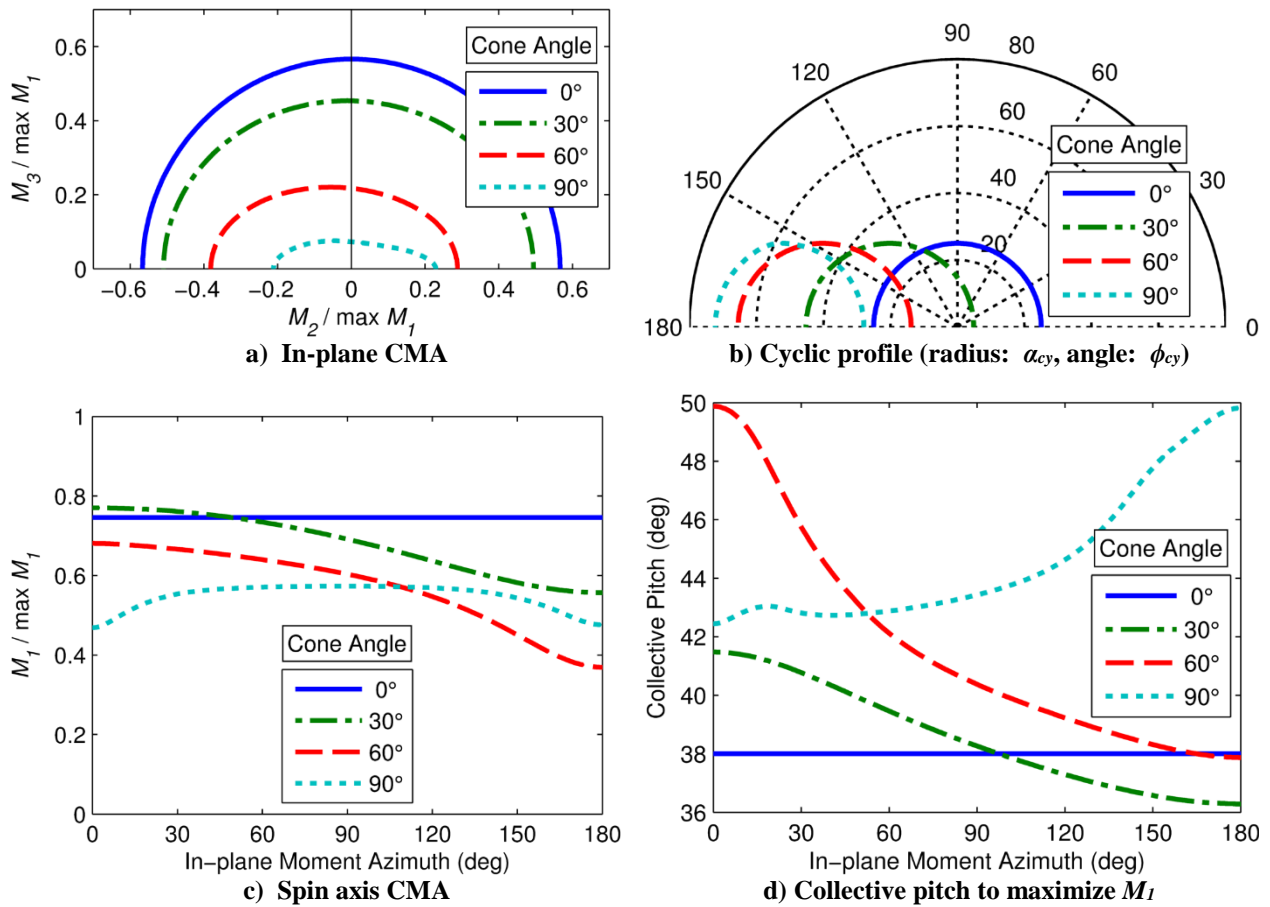 0.6
0.4
0.2
0
−0.6 −0.4 −0.2 0 0.2 0.4 0.6
M3 / max M1
M2 / max M1
Cone Angle
0°
30°
60°
90°
a) In-plane CMA
90
80
120
60
60
150
40
30
20
180
0
Cone Angle
0°
30°
60°
90°
b) Cyclic profile (radius: αcy, angle: ϕcy)
1
0.8
0.6
0.4
0.2
0
0 30 60 90 120 150 180
M1 / max M1
In−plane Moment Azimuth (deg)
Cone Angle
0°
30°
60°
90°
c) Spin axis CMA
50
48
46
44
42
40
38
36
0 30 60 90 120 150 180
Collective Pitch (deg)
In−plane Moment Azimuth (deg)
Cone Angle
0°
30°
60°
90°
d) Collective pitch to maximize M1